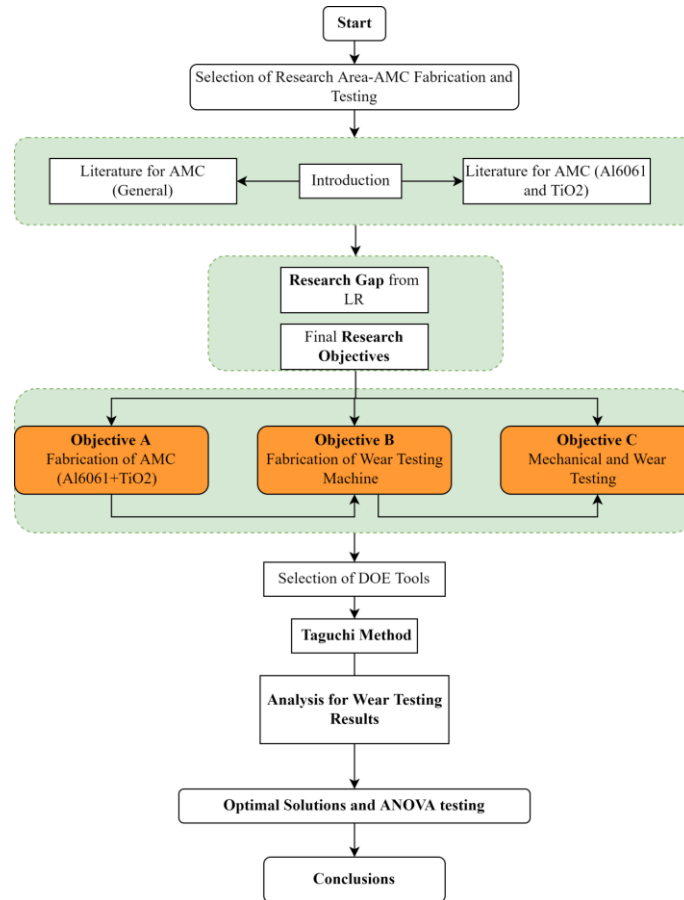 Start
Selection of Research Area-AMC Fabrication and
Testing
Literature for AMC
(General)
Introduction
Literature for AMC (Al6061
and TiO2)
Research Gap from
LR
Final Research
Objectives
Objective A
Fabrication of AMC
(Al6061+TiO2)
Objective B
Fabrication of Wear Testing
Machine
Objective C
Mechanical and Wear
Testing
Selection of DOE Tools
Taguchi Method
Analysis for Wear Testing
Results
Optimal Solutions and ANOVA testing
Conclusions